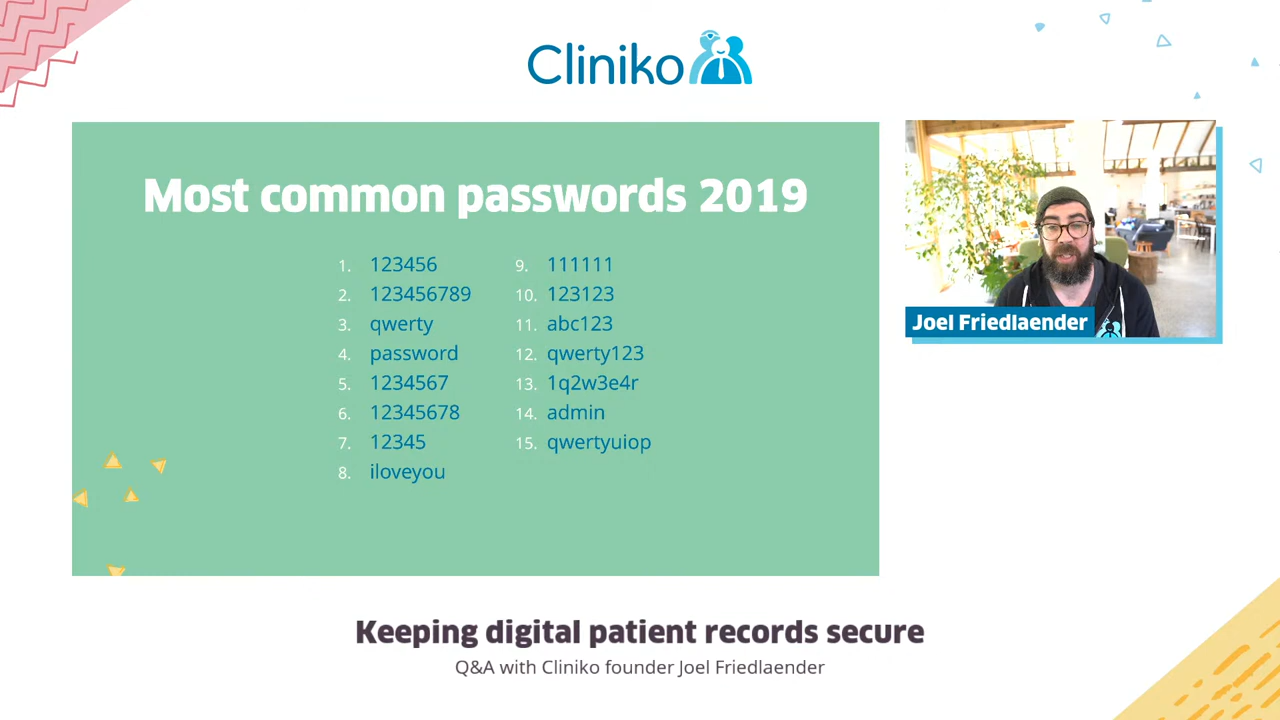 Cliniko
Most common passwords 2019
1. 123456
2. 123456789
3. qwerty
4. password
5. 1234567
6. 12345678
7. 12345
8. iloveyou
9. 111111
10. 123123
11. abc123
12. qwerty123
13. 1q2w3e4r
14. admin
15. qwertyuiop
Joel Friedlaender
Keeping digital patient records secure
Q&A with Cliniko founder Joel Friedlaender